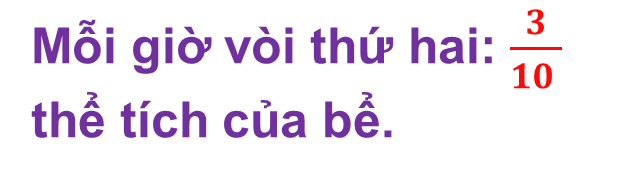 Mỗi giờ vòi thứ hai: 3/10
thể tích của bể.